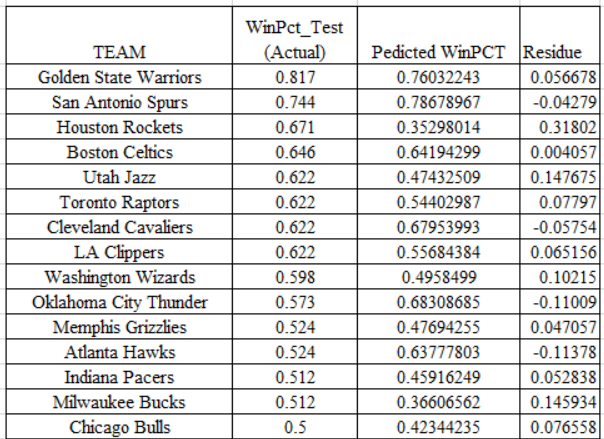 TEAM WinPct_Test (Actual) Pedicted WinPCT Residue
Golden State Warriors 0.817 0.76032243 0.056678
San Antonio Spurs 0.744 0.78678967 -0.04279
Houston Rockets 0.671 0.35298014 0.31802
Boston Celtics 0.646 0.64194299 0.004057
Utah Jazz 0.622 0.47432509 0.147675
Toronto Raptors 0.622 0.54402987 0.07797
Cleveland Cavaliers 0.622 0.67953993 -0.05754
LA Clippers 0.622 0.55684384 0.065156
Washington Wizards 0.598 0.4958499 0.10215
Oklahoma City Thunder 0.573 0.68308685 -0.11009
Memphis Grizzlies 0.524 0.47694255 0.047057
Atlanta Hawks 0.524 0.63777803 -0.11378
Indiana Pacers 0.512 0.45916249 0.052838
Milwaukee Bucks 0.512 0.36606562 0.145934
Chicago Bulls 0.5 0.42344235 0.076558